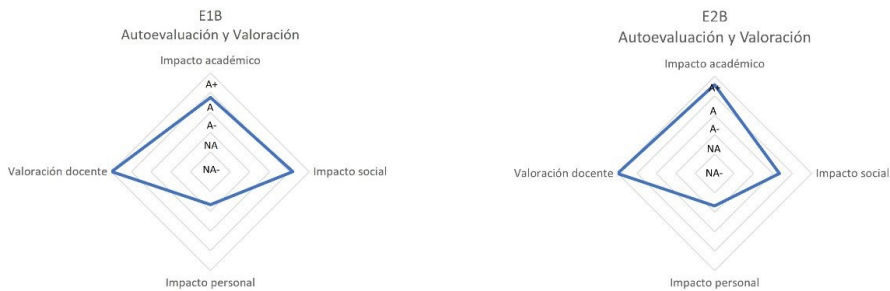 E1B
Autoevaluación y Valoración
Impacto académico
A+
A
A-
NA
NA-
Valoración docente
Impacto social
Impacto personal
E2B
Autoevaluación y Valoración
Impacto académico
A+
A
A-
NA
NA-
Valoración docente
Impacto social
Impacto personal